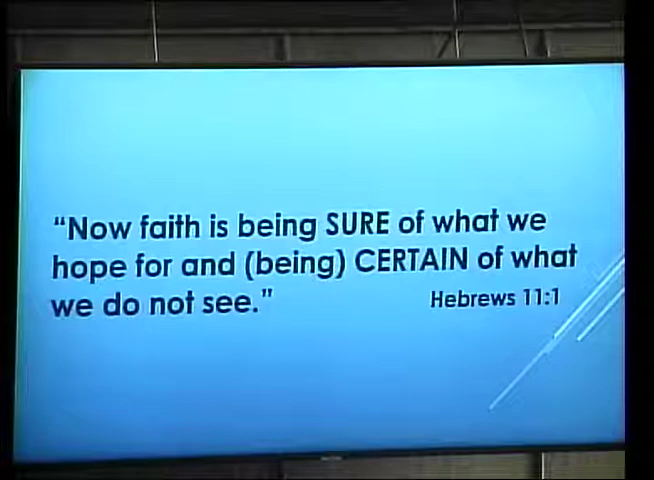 “Now faith is being SURE of what we
hope for and (being) CERTAIN of what
we do not see.” Hebrews 11:1